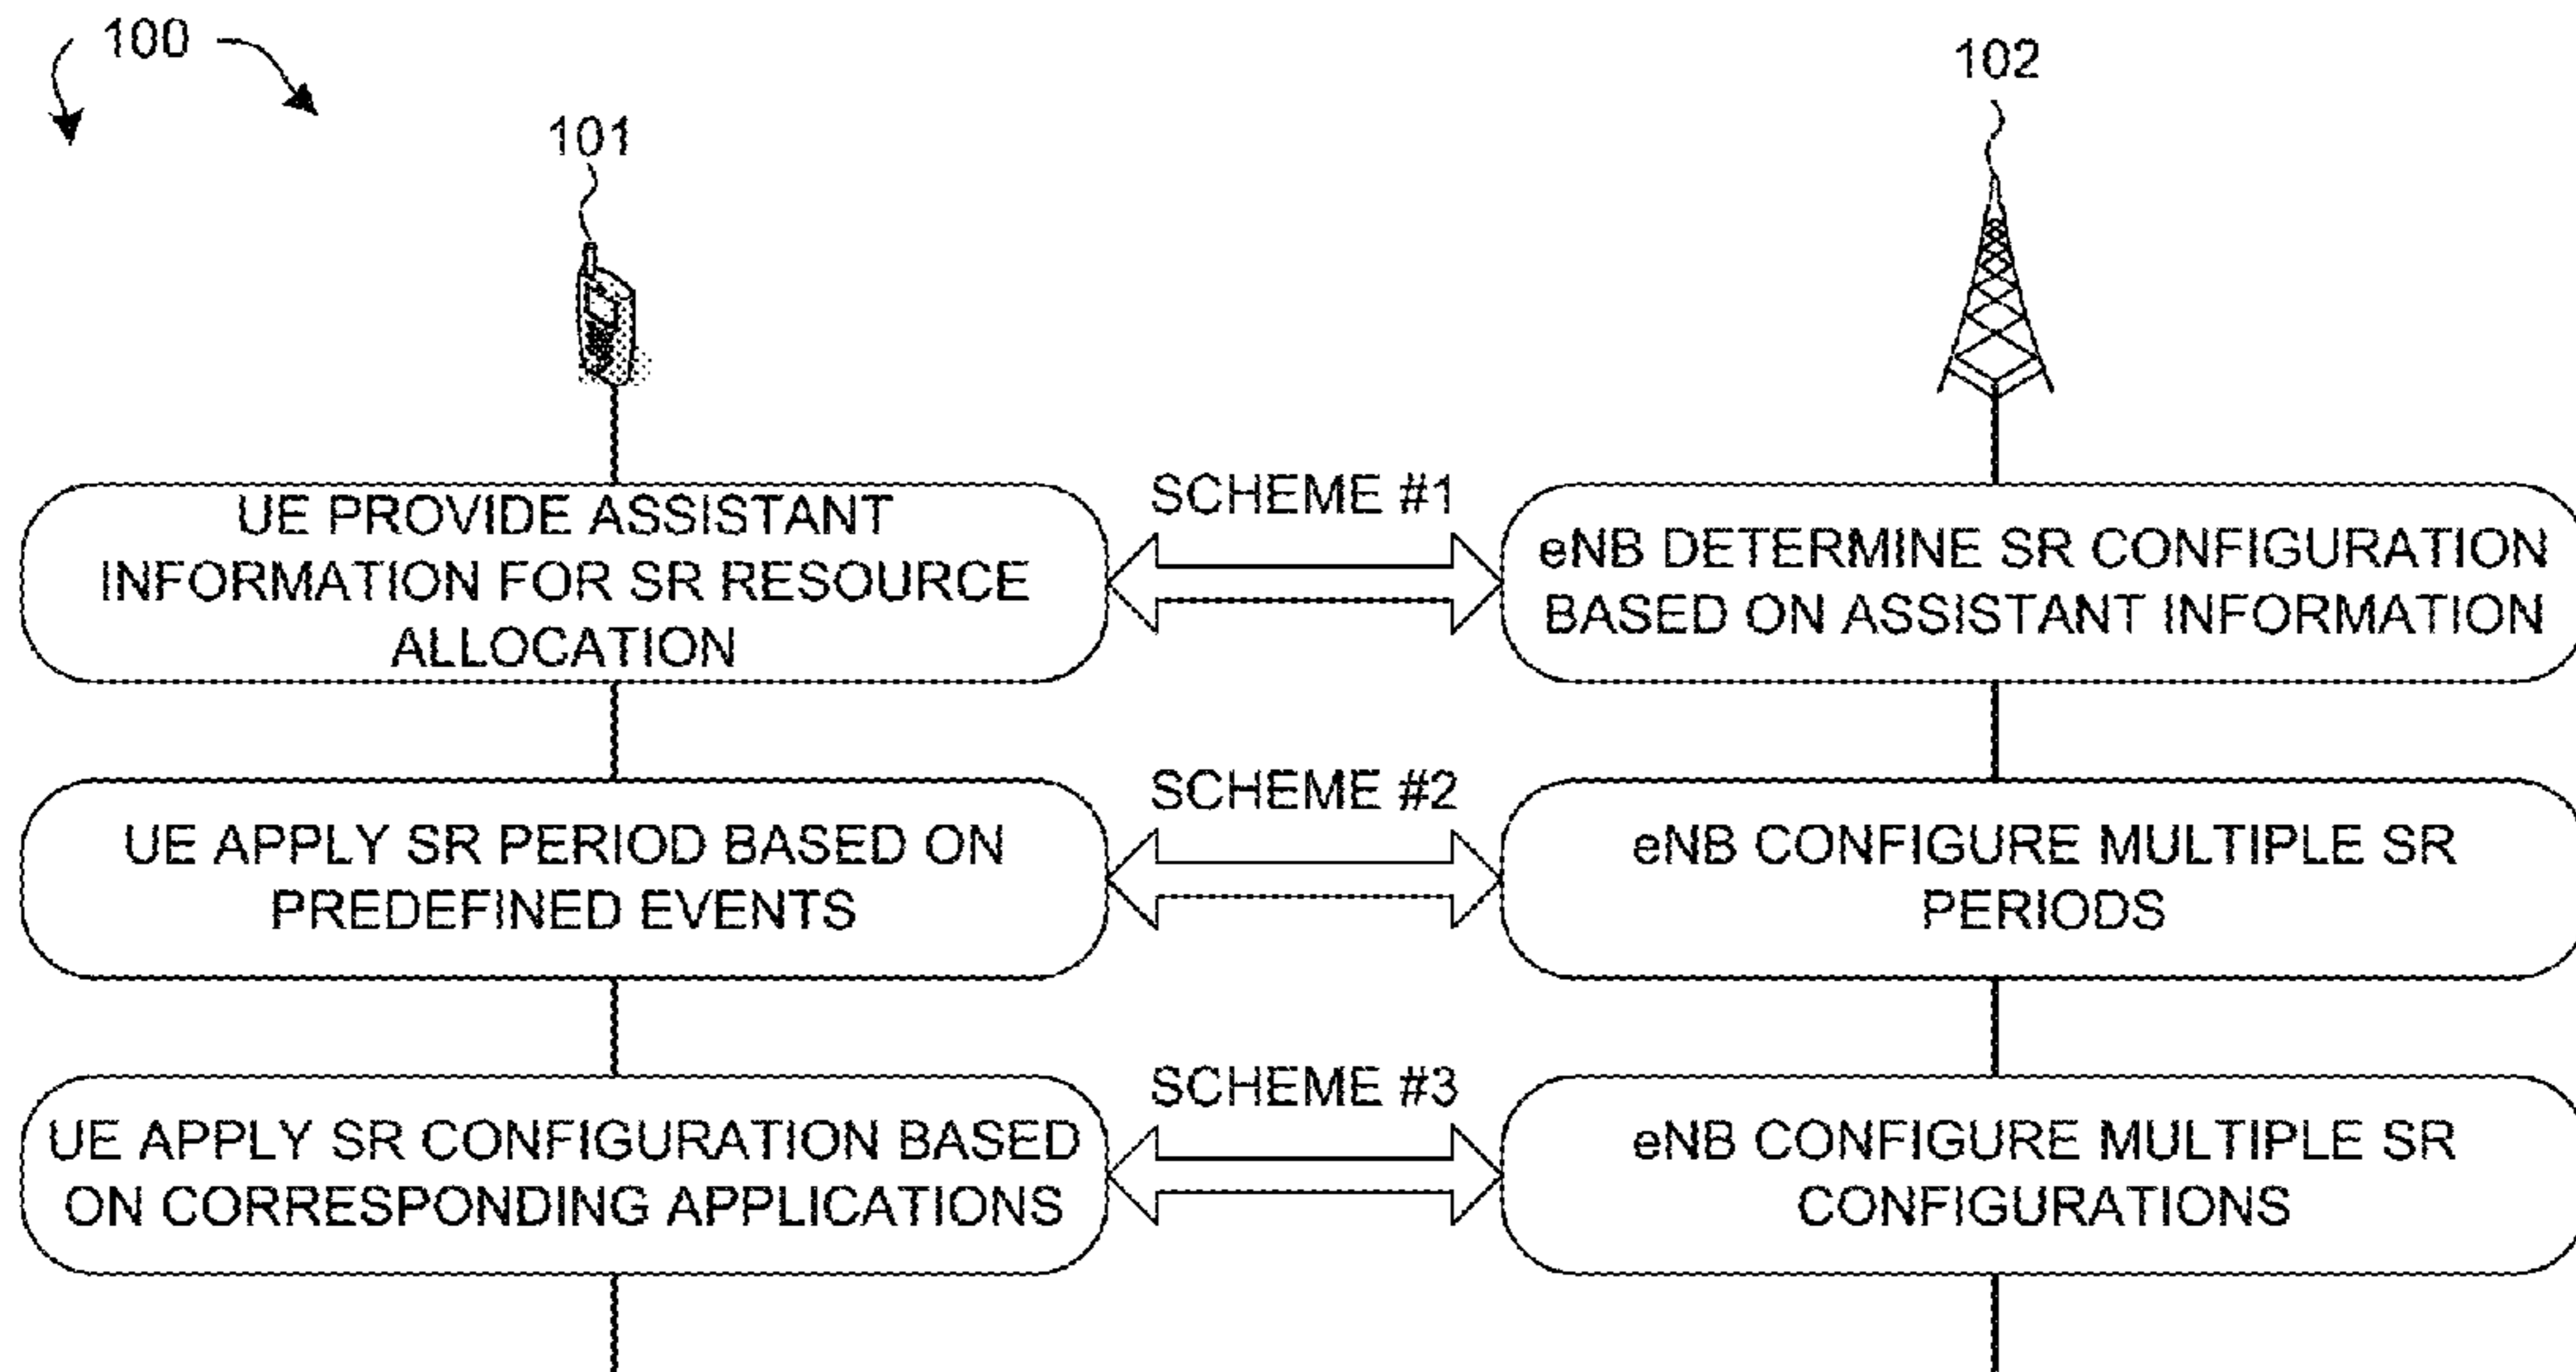 100
102
101
SCHEME #1
UE PROVIDE ASSISTANT
INFORMATION FOR SR RESOURCE
ALLOCATION
eNB DETERMINE SR CONFIGURATION
BASED ON ASSISTANT INFORMATION
SCHEME #2
UE APPLY SR PERIOD BASED ON
PREDEFINED EVENTS
eNB CONFIGURE MULTIPLE SR
PERIODS
SCHEME #3
UE APPLY SR CONFIGURATION BASED
ON CORRESPONDING APPLICATIONS
eNB CONFIGURE MULTIPLE SR
CONFIGURATIONS